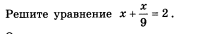 Решите уравнение x + x/9 = 2 .